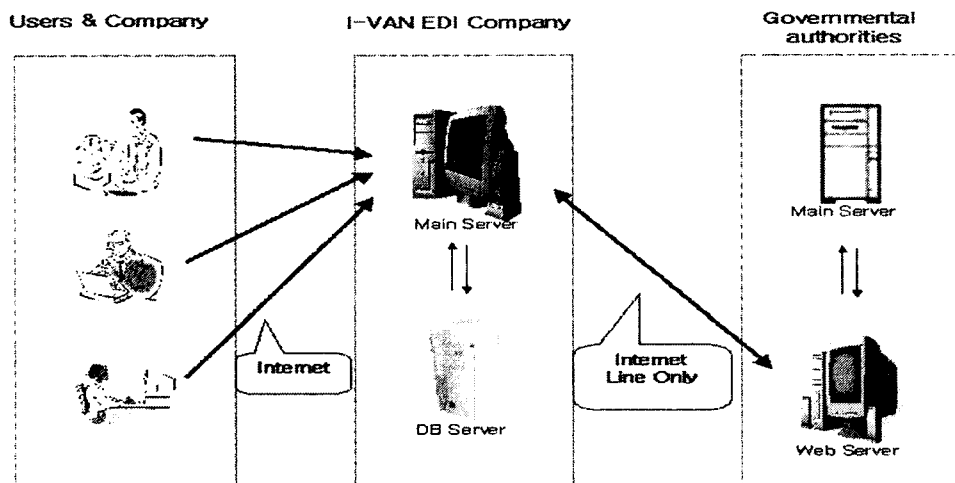 Users & Company
I-VAN EDI Company
Governmental
authorities
Main Server
Main Server
Internet
Internet
Line Only
DB Server
Web Server